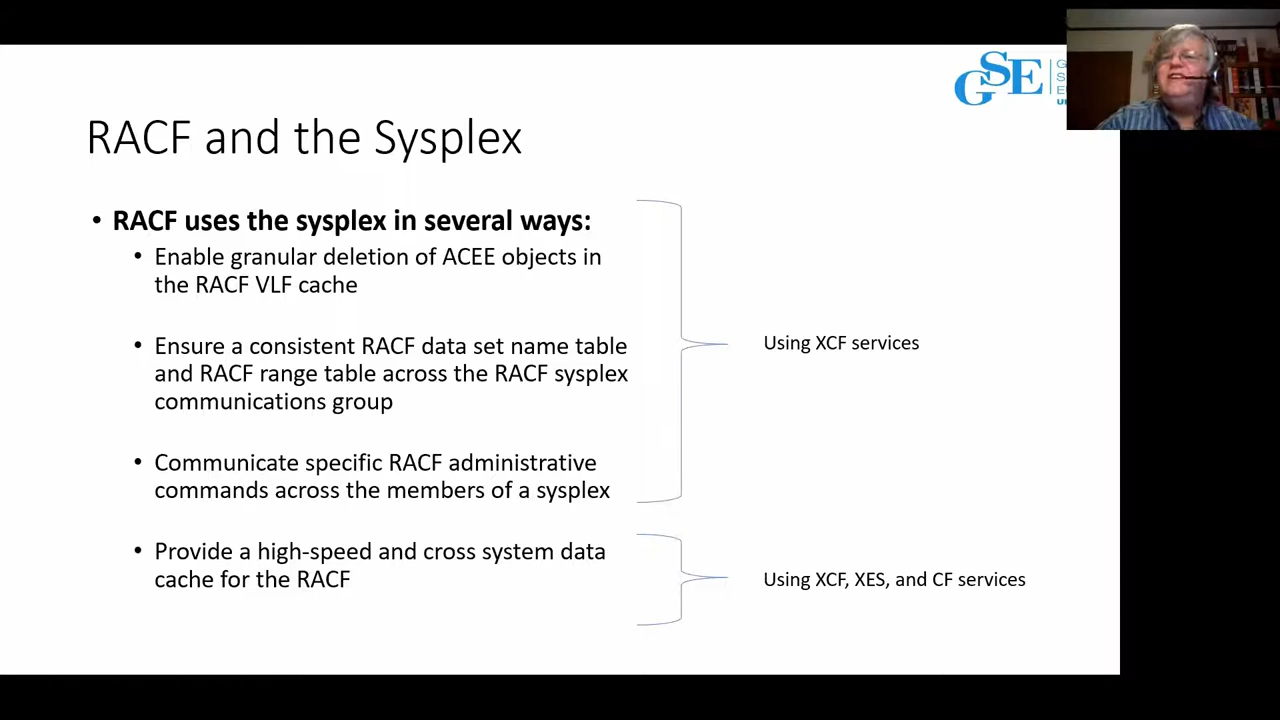 GSE
RACF and the Sysplex
• RACF uses the sysplex in several ways:
• Enable granular deletion of ACEE objects in
the RACF VLF cache
• Ensure a consistent RACF data set name table
and RACF range table across the RACF sysplex
communications group
Using XCF services
• Communicate specific RACF administrative
commands across the members of a sysplex
• Provide a high-speed and cross system data
cache for the RACF
Using XCF, XES, and CF services